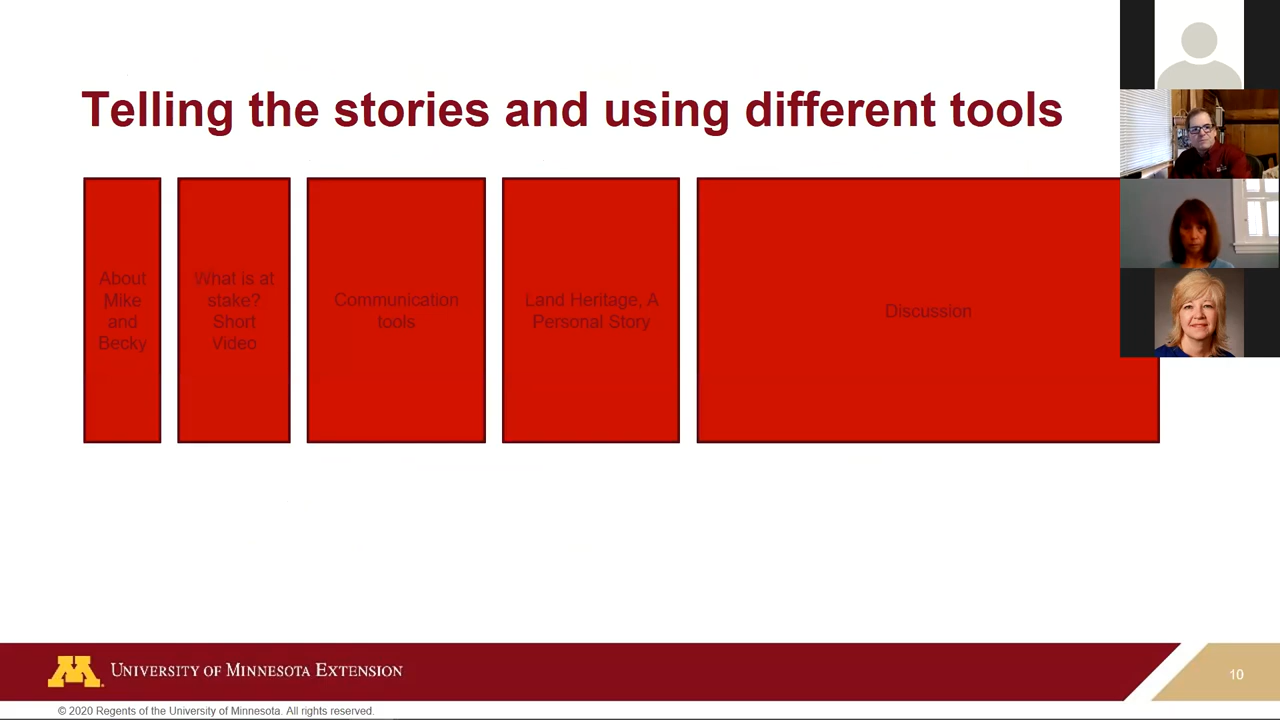 Telling the stories and using different tools
About
Mike
and
Becky
What is at
stake?
Short
Video
Communication
tools
Land Heritage, A
Personal Story
Discussion
UNIVERSITY OF MINNESOTA EXTENSION
10
© 2020 Regents of the University of Minnesota. All rights reserved.